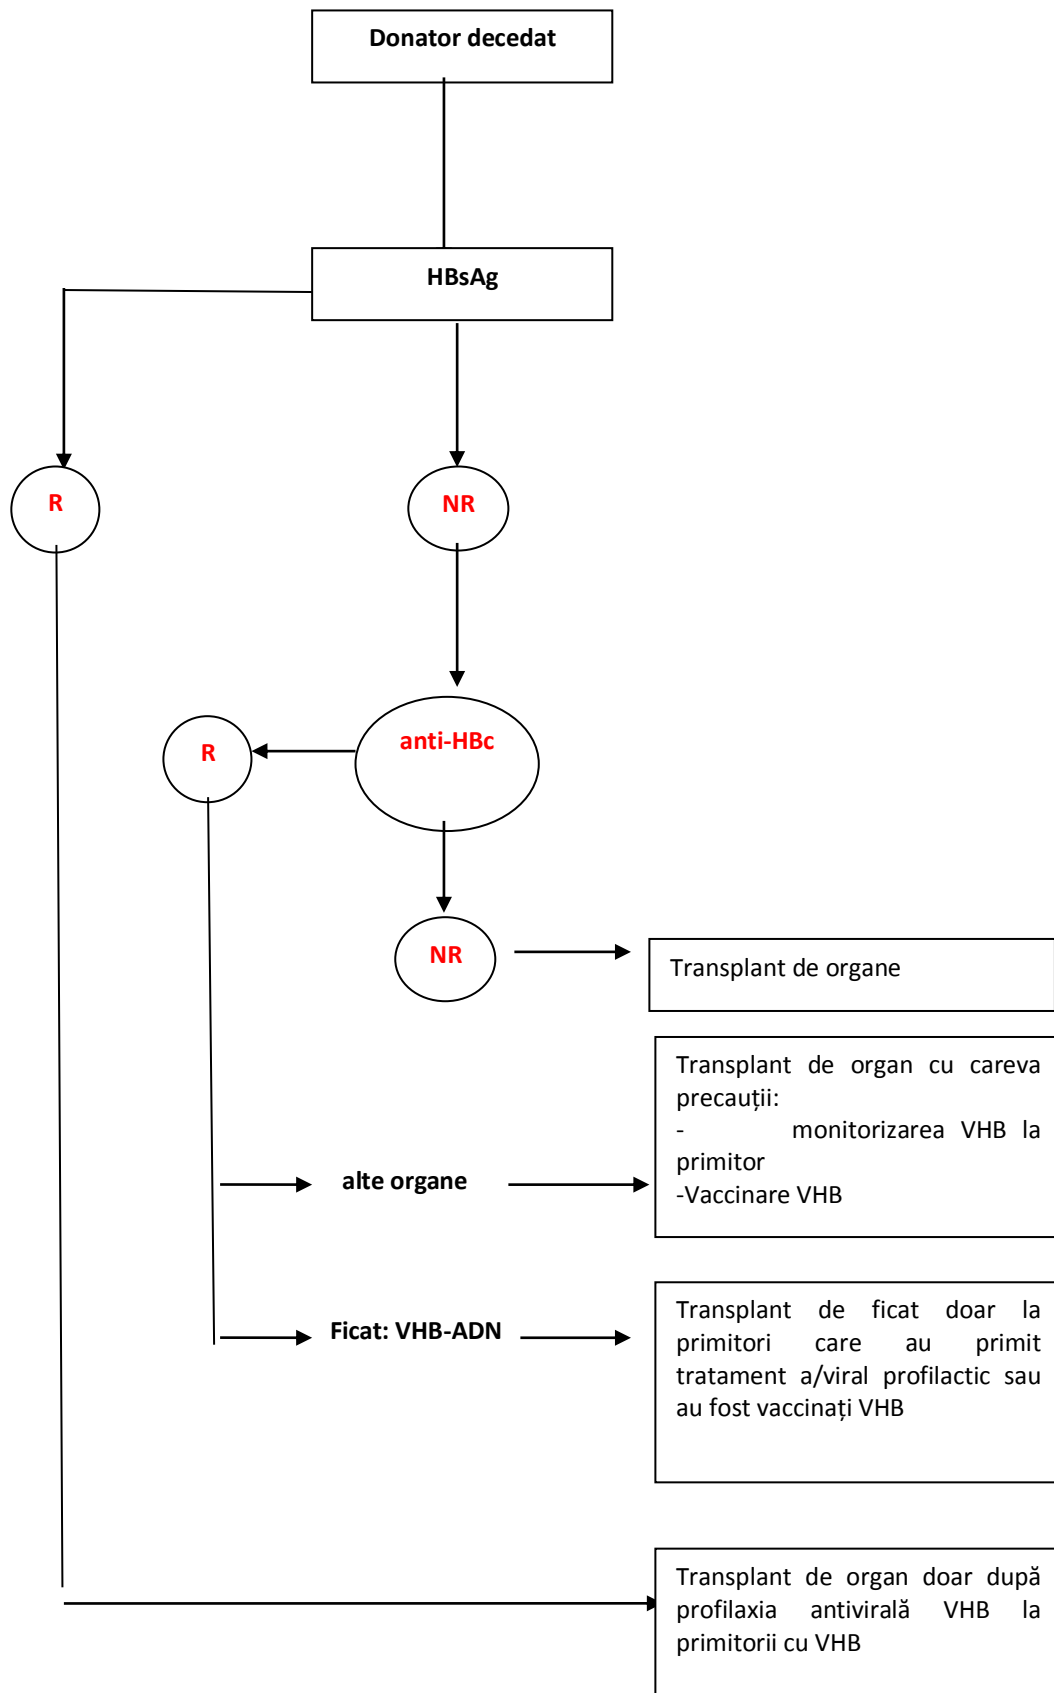 Donator decedat
HBsAg
R
NR
R
anti-HBc
NR
Transplant de organe
Transplant de organ cu careva
precauții:
- monitorizarea VHB la
primitor
-Vaccinare VHB
alte organe
Ficat: VHB-ADN
Transplant de ficat doar la
primitori care au primit
tratament a/viral profilactic sau
au fost vaccinați VHB
Transplant de organ doar după
profilaxia antivirală VHB la
primitorii cu VHB